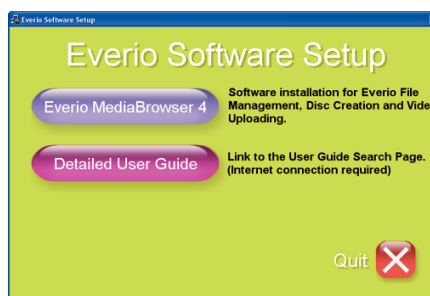 Everio Software Setup
Everio Software Setup
Everio MediaBrowser 4
Software installation for Everio File
Management, Disc Creation and Vide
Uploading.
Detailed User Guide
Link to the User Guide Search Page.
(Internet connection required)
Quit